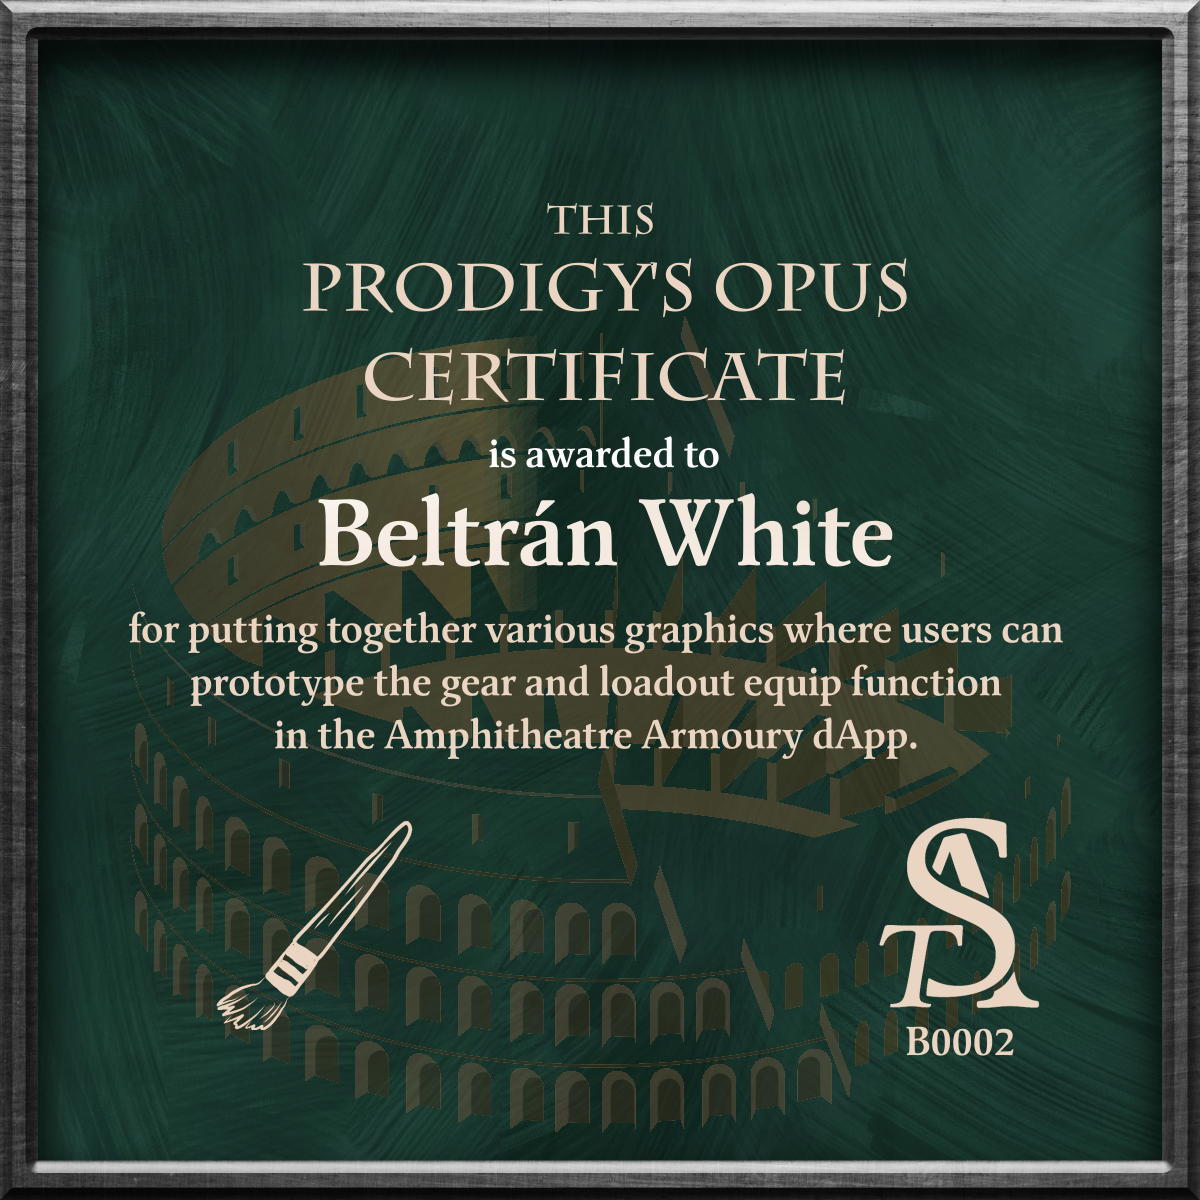 THIS
PRODIGY'S OPUS
CERTIFICATE
is awarded to
Beltrán White
for putting together various graphics where users can
prototype the gear and loadout equip function
in the Amphitheatre Armoury dApp.
TSA
B0002